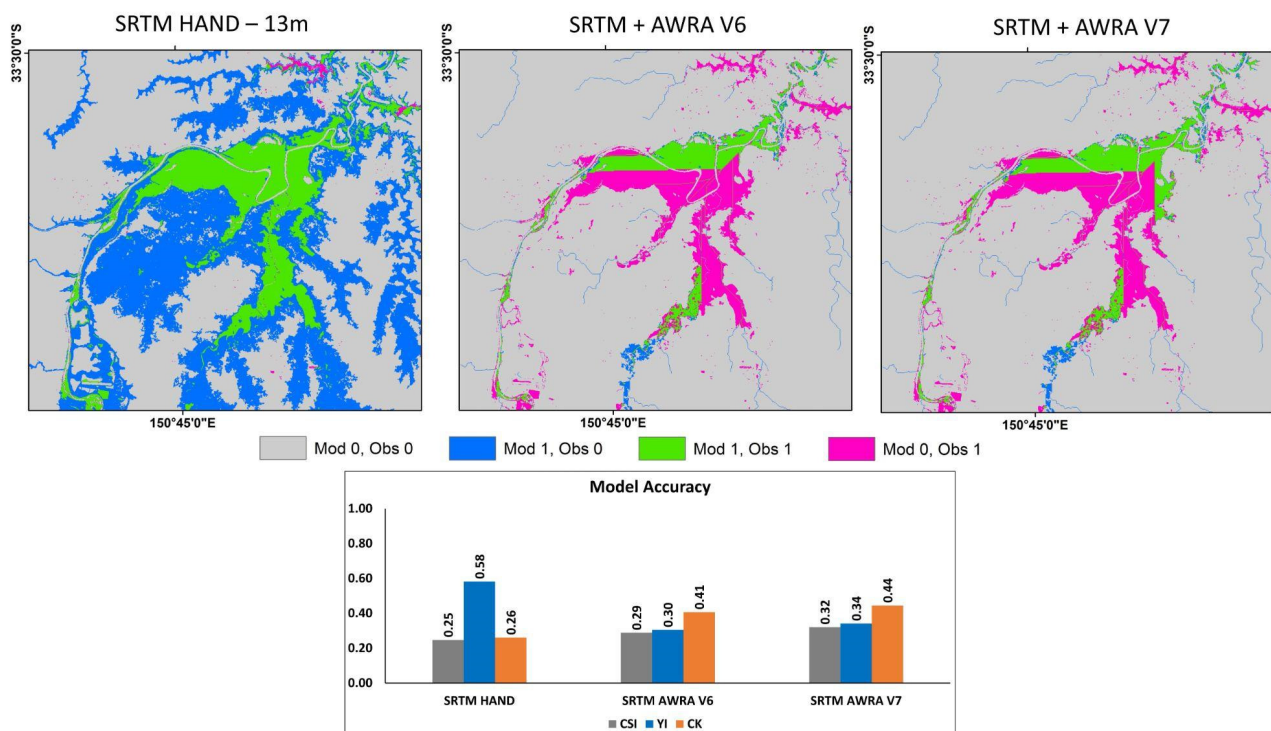 SRTM HAND – 13m
SRTM + AWRA V6
SRTM + AWRA V7
33°30'0"S
33°30'0"S
33°30'0"S
150°45'0"E
150°45'0"E
150°45'0"E
Mod 0, Obs 0
Mod 1, Obs 0
Mod 1, Obs 1
Mod 0, Obs 1
Model Accuracy
1.00
0.80
0.60
0.40
0.20
0.00
0.25
0.58
0.26
0.29
0.30
0.41
0.32
0.34
0.44
SRTM HAND
SRTM AWRA V6
SRTM AWRA V7
CSI
YI
CK